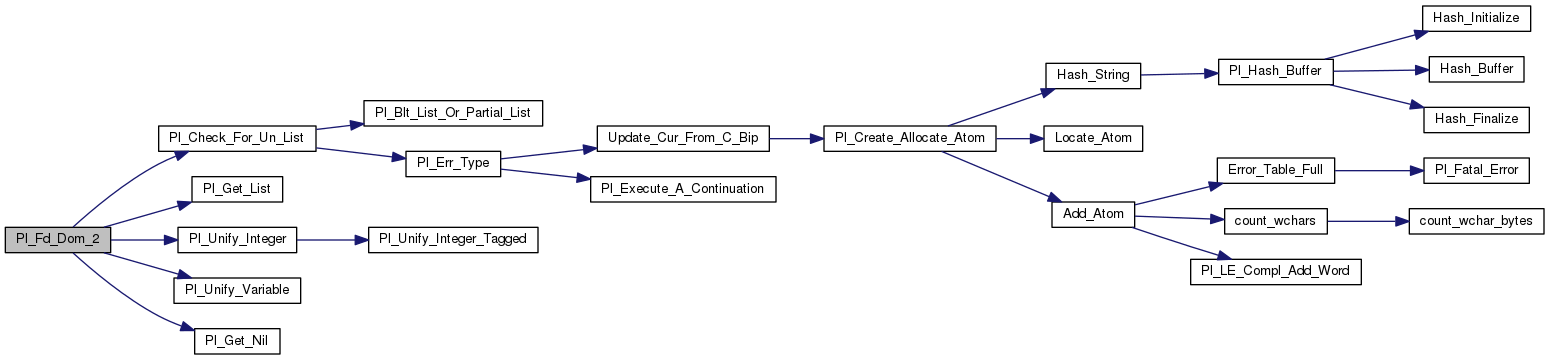 Pl_Fd_Dom_2
Pl_Check_For_Un_List
Pl_Blt_List_Or_Partial_List
Pl_Err_Type
Update_Cur_From_C_Bip
Pl_Create_Allocate_Atom
Hash_String
Pl_Hash_Buffer
Hash_Initialize
Hash_Buffer
Hash_Finalize
Locate_Atom
Add_Atom
Error_Table_Full
Pl_Fatal_Error
count_wchars
count_wchar_bytes
Pl_LE_Compl_Add_Word
Pl_Execute_A_Continuation
Pl_Get_List
Pl_Unify_Integer
Pl_Unify_Integer_Tagged
Pl_Unify_Variable
Pl_Get_Nil